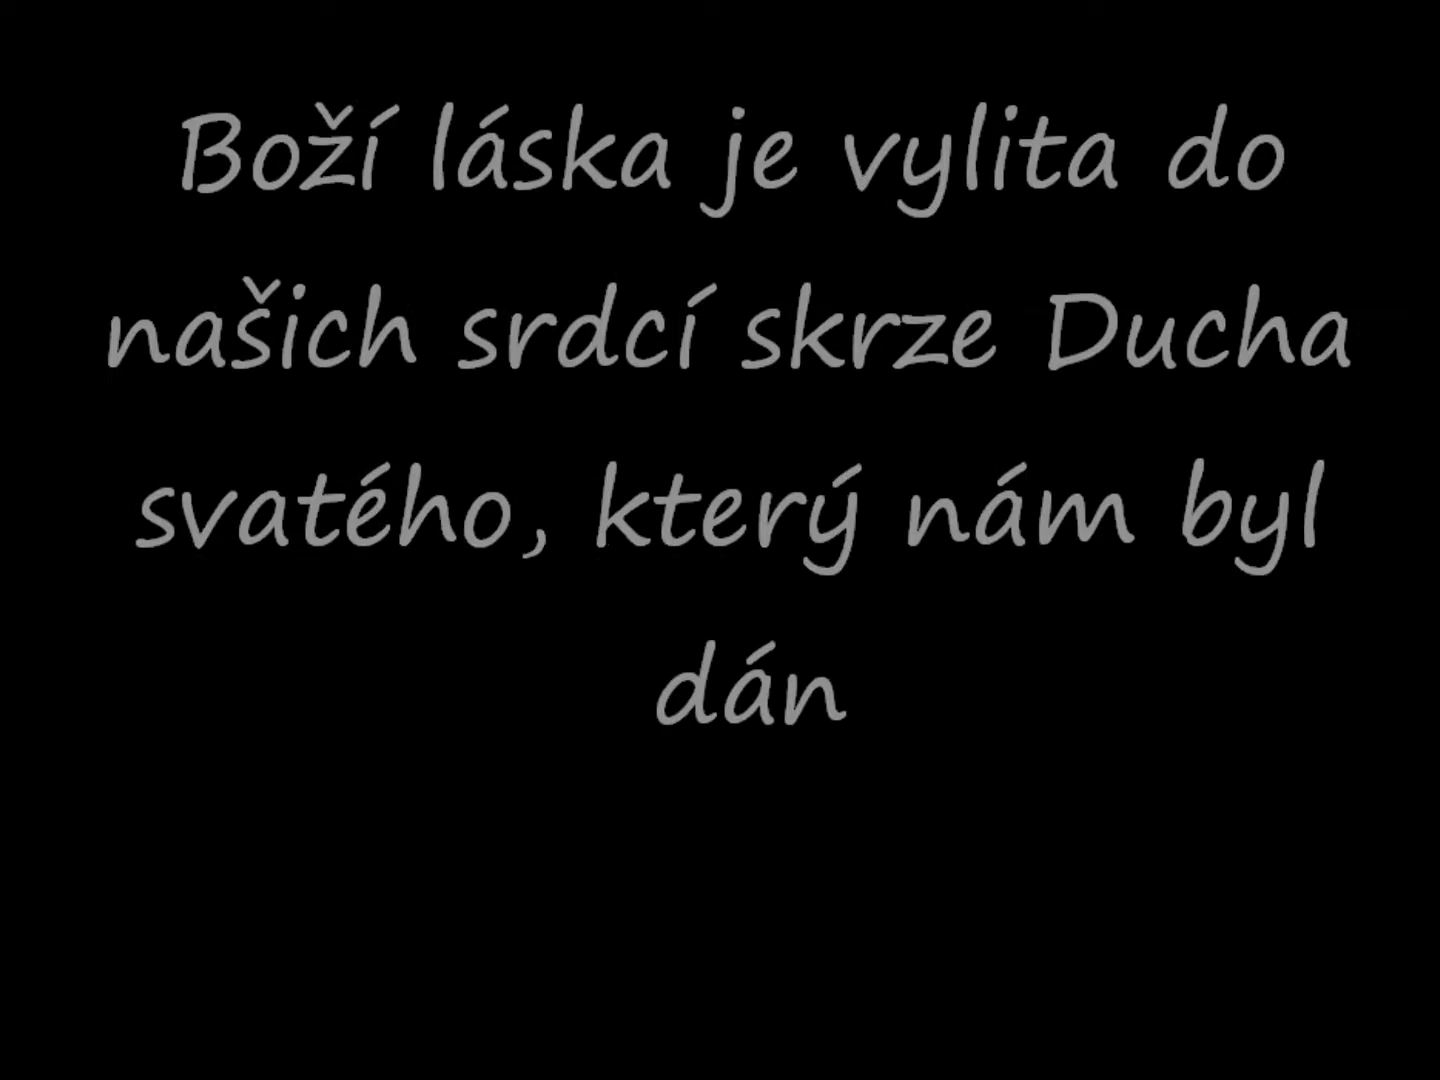 Boží láska je vylita do
našich srdcí skrze Ducha
svatého, který nám byl
dán